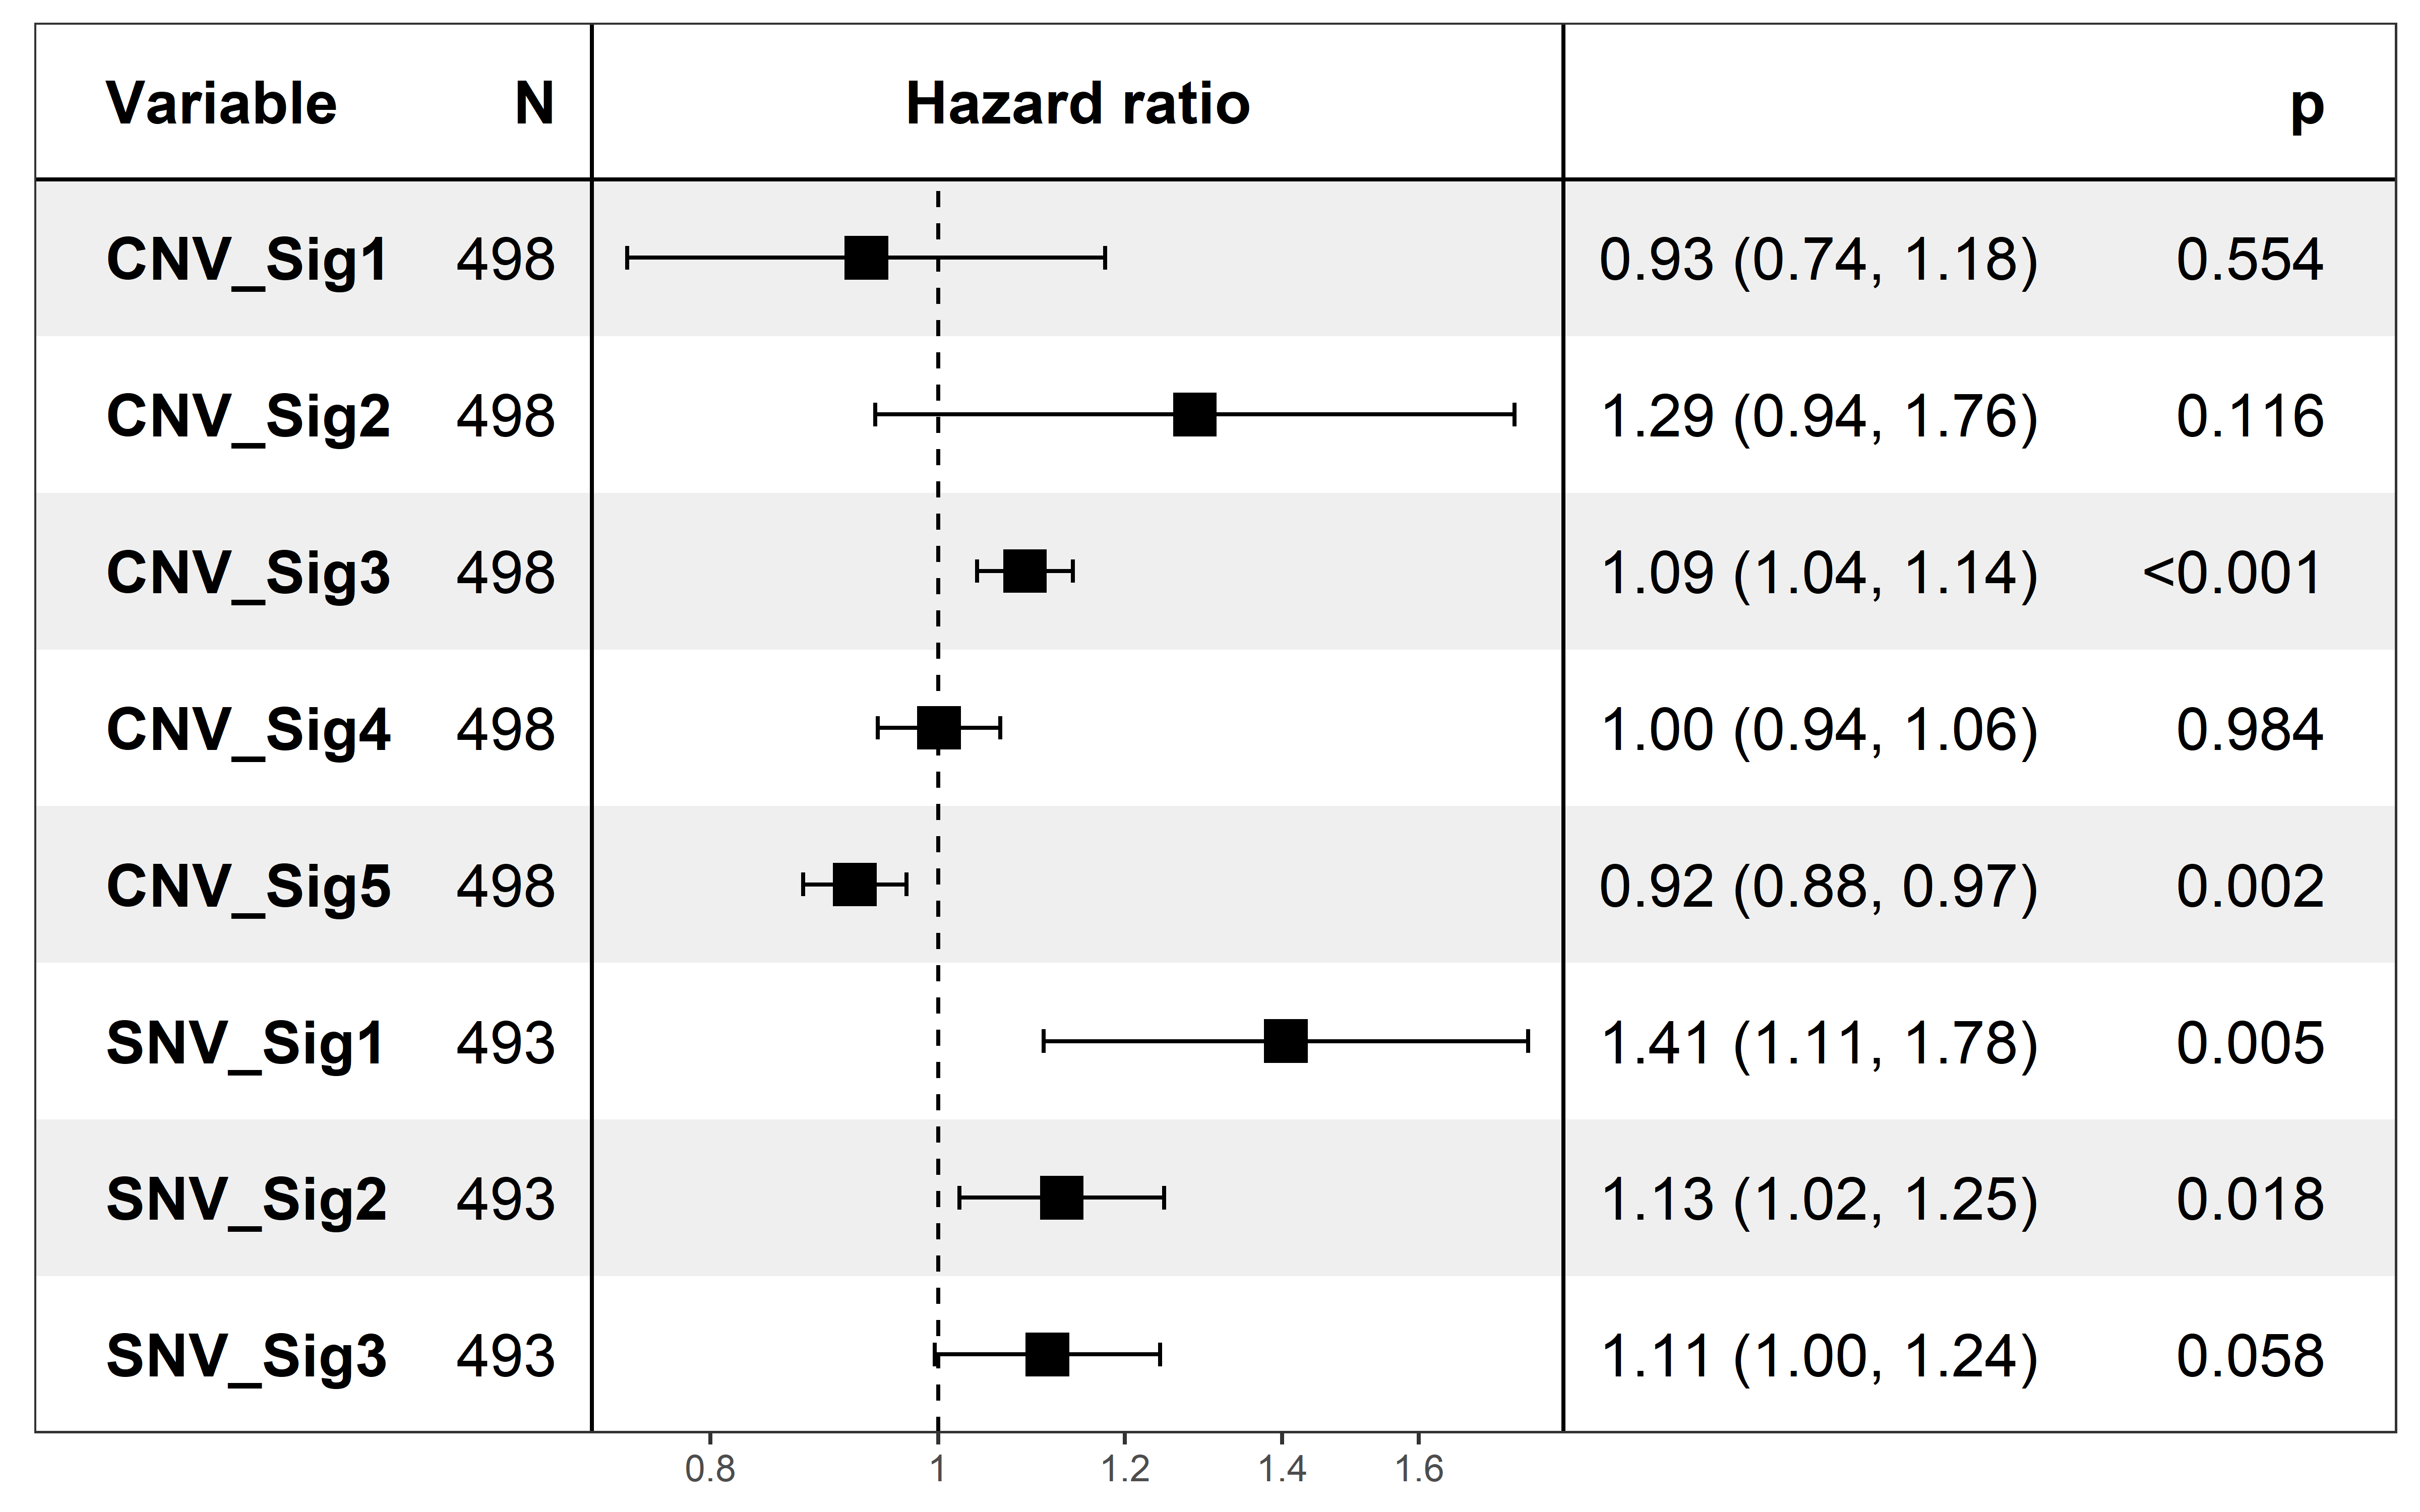 Variable N Hazard ratio p
CNV_Sig1 498 0.93 (0.74, 1.18) 0.554
CNV_Sig2 498 1.29 (0.94, 1.76) 0.116
CNV_Sig3 498 1.09 (1.04, 1.14) <0.001
CNV_Sig4 498 1.00 (0.94, 1.06) 0.984
CNV_Sig5 498 0.92 (0.88, 0.97) 0.002
SNV_Sig1 493 1.41 (1.11, 1.78) 0.005
SNV_Sig2 493 1.13 (1.02, 1.25) 0.018
SNV_Sig3 493 1.11 (1.00, 1.24) 0.058
0.8 1 1.2 1.4 1.6